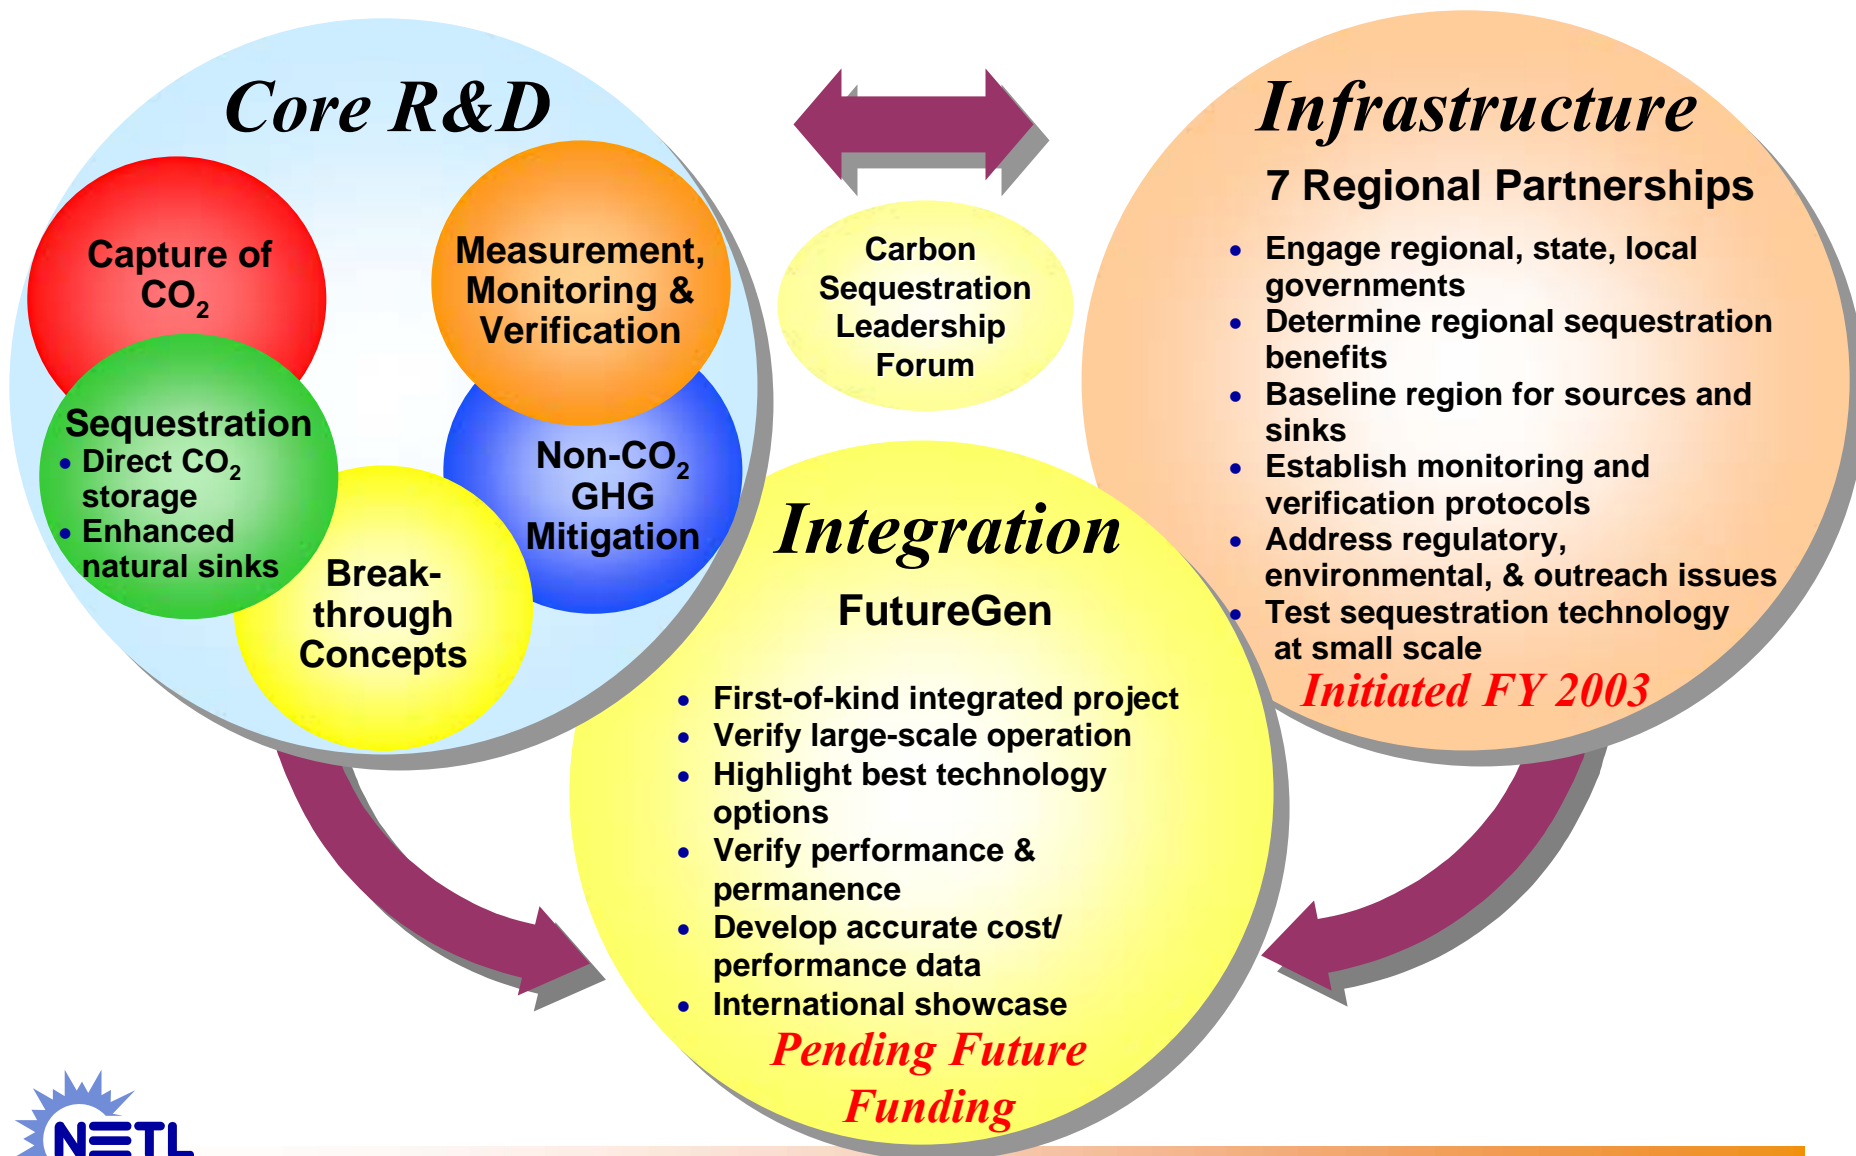 Core R&D
Capture of
CO2
Measurement,
Monitoring &
Verification
Sequestration
• Direct CO2
storage
• Enhanced
natural sinks
Non-CO2
GHG
Mitigation
Break-
through
Concepts
Carbon
Sequestration
Leadership
Forum
Infrastructure
7 Regional Partnerships
• Engage regional, state, local
governments
• Determine regional sequestration
benefits
• Baseline region for sources and
sinks
• Establish monitoring and
verification protocols
• Address regulatory,
environmental, & outreach issues
• Test sequestration technology
at small scale
Initiated FY 2003
Integration
FutureGen
• First-of-kind integrated project
• Verify large-scale operation
• Highlight best technology
options
• Verify performance &
permanence
• Develop accurate cost/
performance data
• International showcase
Pending Future
Funding
NETL